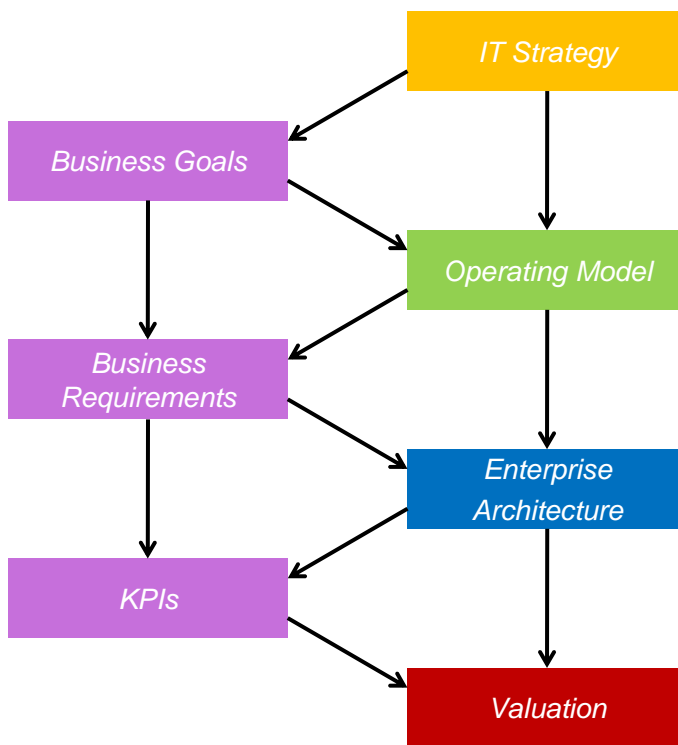 IT Strategy
Business Goals
Operating Model
Business
Requirements
Enterprise
Architecture
KPIs
Valuation